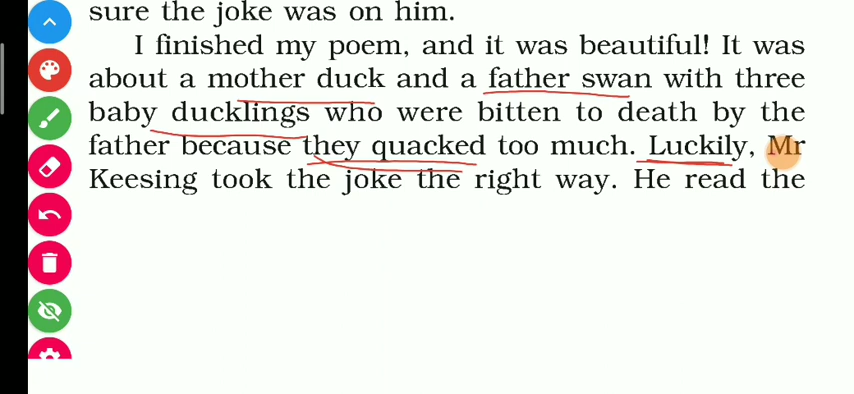 sure the joke was on him.
I finished my poem, and it was beautiful! It was
about a mother duck and a father swan with three
baby ducklings who were bitten to death by the
father because they quacked too much. Luckily, Mr
Keesing took the joke the right way. He read the